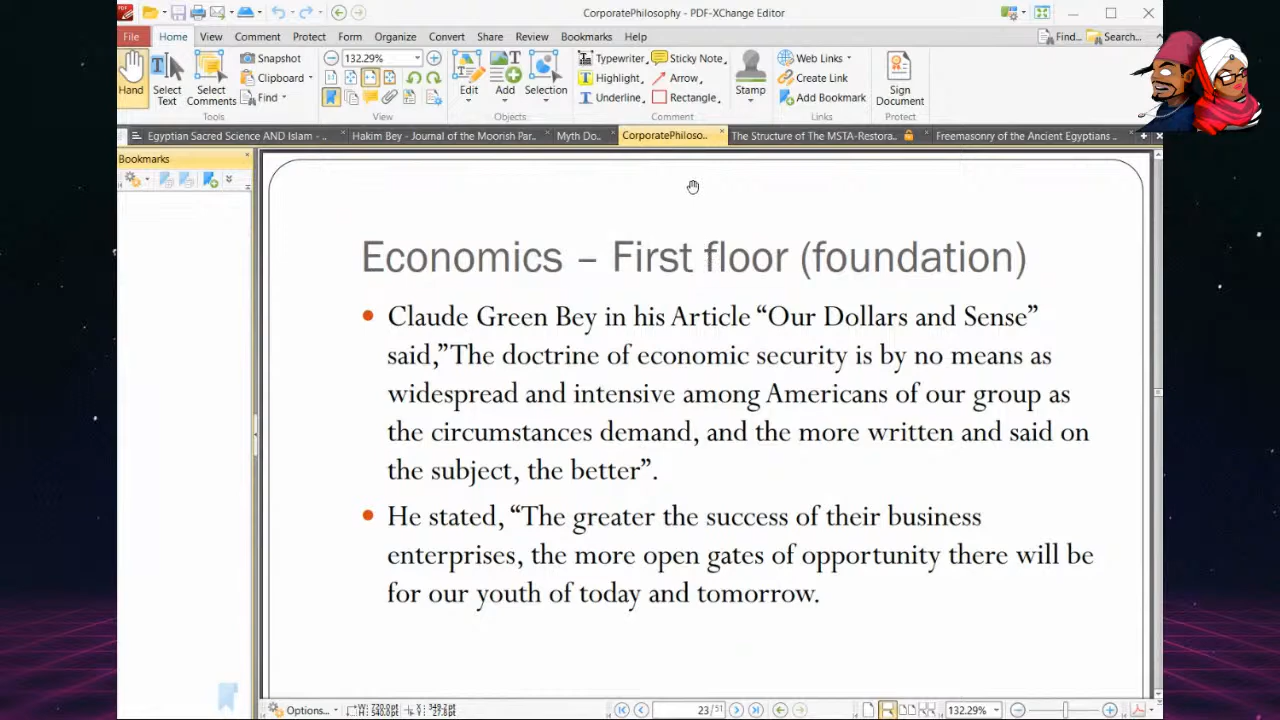 CorporatePhilosophy - PDF-XChange Editor
File Home View Comment Protect Form Organize Convert Share Review Bookmarks Help Find... Search...
Hand
Select Text
Select Comments
Snapshot
Clipboard
Find
Tools
132.29%
View
Edit
Add
Selection
Objects
Typewriter
Sticky Note
Highlight
Arrow
Underline
Rectangle
Stamp
Comment
Web Links
Create Link
Add Bookmark
Links
Sign Document
Protect
Egyptian Sacred Science AND Islam - ..
Hakim Bey - Journal of the Moorish Par..
Myth Do..
CorporatePhiloso..
The Structure of The MSTA-Restora..
Freemasonry of the Ancient Egyptians ..
Bookmarks
Economics – First floor (foundation)
Claude Green Bey in his Article “Our Dollars and Sense”
said,”The doctrine of economic security is by no means as
widespread and intensive among Americans of our group as
the circumstances demand, and the more written and said on
the subject, the better”.
He stated, “The greater the success of their business
enterprises, the more open gates of opportunity there will be
for our youth of today and tomorrow.
Options...
23 / 51
132.29%